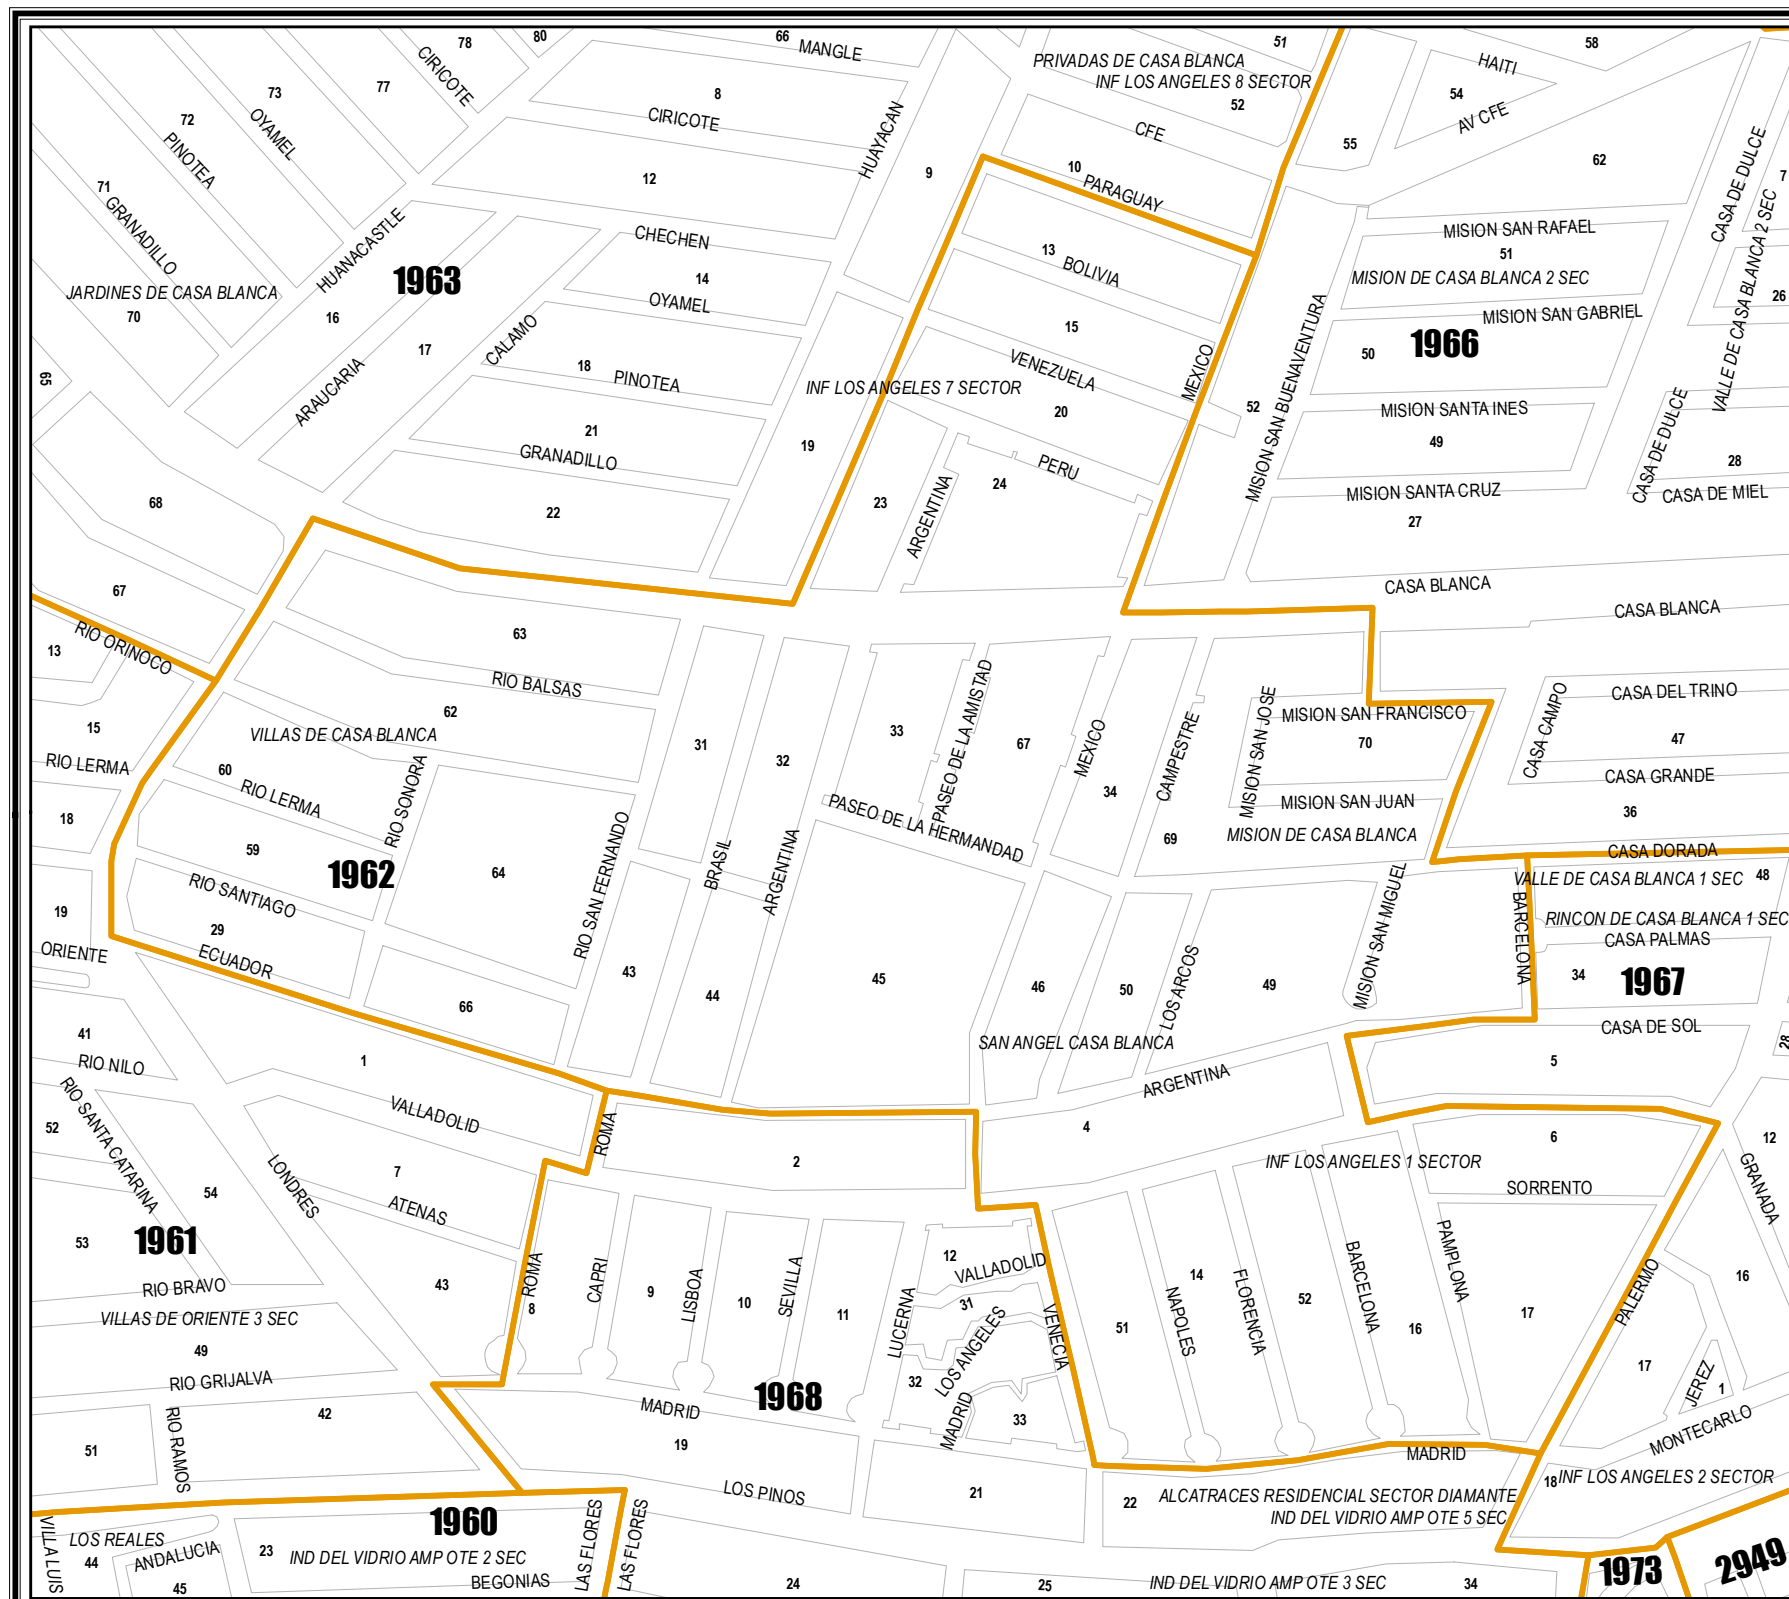 66
MANGLE
78
80
CIRICOTE
51
PRIVADAS DE CASA BLANCA
INF LOS ANGELES 8 SECTOR
58
HAITI
54
AV CFE
73
77
8
52
72
OYAMEL
PINOTEA
CIRICOTE
HUAYACAN
CFE
55
62
CASA DE DULCE
7
71
GRANADILLO
12
9
10
PARAGUAY
VALLE DE CASA BLANCA 2 SEC
HUANACASTLE
CHECHEN
MISION SAN RAFAEL
51
MISION DE CASA BLANCA 2 SEC
1963
14
13
BOLIVIA
JARDINES DE CASA BLANCA
70
16
OYAMEL
26
MISION SAN GABRIEL
15
1966
17
CALAMO
50
MISION SAN BUENAVENTURA
65
ARAUCARIA
18
PINOTEA
VENEZUELA
MEXICO
INF LOS ANGELES 7 SECTOR
20
52
MISION SANTA INES
CASA DE DULCE
21
19
49
GRANADILLO
PERU
28
68
22
23
ARGENTINA
24
MISION SANTA CRUZ
CASA DE MIEL
27
67
CASA BLANCA
CASA BLANCA
RIO ORINOCO
13
63
RIO BALSAS
PASEO DE LA AMISTAD
CASA DEL TRINO
15
62
VILLAS DE CASA BLANCA
33
67
MEXICO
CAMPESTRE
MISION SAN JOSE
MISION SAN FRANCISCO
70
CASA CAMPO
47
31
32
RIO LERMA
60
RIO LERMA
RIO SONORA
34
CASA GRANDE
MISION SAN JUAN
36
18
PASEO DE LA HERMANDAD
69
MISION DE CASA BLANCA
59
1962
64
RIO SAN FERNANDO
BRASIL
ARGENTINA
CASA DORADA
VALLE DE CASA BLANCA 1 SEC
48
RIO SANTIAGO
MISION SAN MIGUEL
BARCELONA
19
29
RINCON DE CASA BLANCA 1 SEC
CASA PALMAS
ORIENTE
ECUADOR
43
44
45
46
50
LOS ARCOS
49
34
1967
66
41
RIO NILO
1
SAN ANGEL CASA BLANCA
CASA DE SOL
28
5
RIO SANTA CATARINA
VALLADOLID
ARGENTINA
52
ROMA
4
6
12
LONDRES
7
2
INF LOS ANGELES 1 SECTOR
GRANADA
54
ATENAS
SORRENTO
53
1961
PAMPLONA
RIO BRAVO
43
ROMA
8
CAPRI
9
LISBOA
10
SEVILLA
11
LUCERNA
12
VALLADOLID
31
LOS ANGELES
VENECIA
14
NAPOLES
FLORENCIA
52
BARCELONA
16
17
PALERMO
16
VILLAS DE ORIENTE 3 SEC
51
49
RIO GRIJALVA
32
17
JEREZ
1
1968
MADRID
MADRID
33
42
RIO RAMOS
51
19
MADRID
MONTECARLO
LOS PINOS
21
22
18
INF LOS ANGELES 2 SECTOR
ALCATRACES RESIDENCIAL SECTOR DIAMANTE
IND DEL VIDRIO AMP OTE 5 SEC
1960
VILLA LUIS
LOS REALES
44
ANDALUCIA
45
23
IND DEL VIDRIO AMP OTE 2 SEC
BEGONIAS
LAS FLORES
LAS FLORES
24
25
IND DEL VIDRIO AMP OTE 3 SEC
34
1973
2949